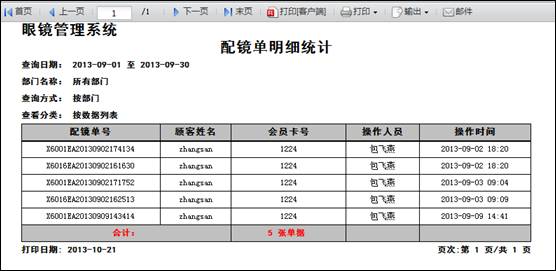 首页 上一页 1 /1 下一页 末页 打印[客户端] 打印 输出 邮件
眼镜管理系统
配镜单明细统计
查询日期： 2013-09-01 至 2013-09-30
部门名称： 所有部门
查询方式： 按部门
查看分类： 按数据列表
配镜单号 顾客姓名 会员卡号 操作人员 操作时间
X6001EA20130902174134 zhangsan 1224 包飞燕 2013-09-02 18:20
X6016EA20130902161630 zhangsan 1224 包飞燕 2013-09-02 18:20
X6001EA20130902171752 zhangsan 1224 包飞燕 2013-09-03 09:04
X6016EA20130902162513 zhangsan 1224 包飞燕 2013-09-03 09:09
X6001EA20130909143414 zhangsan 1224 包飞燕 2013-09-09 14:41
合计： 5 张单据
打印日期: 2013-10-21 页次:第 1 页/共 1 页